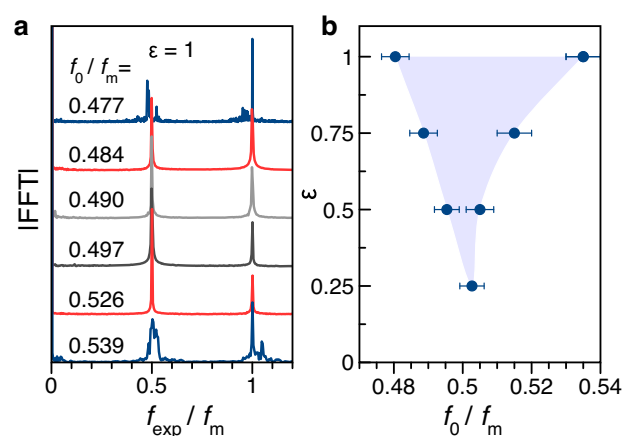 a
ε = 1
f0 / fm=
0.477
0.484
0.490
0.497
0.526
0.539
|FFT|
0 0.5 1
fexp / fm
b
1
0.75
0.5
0.25
0
ε
0.48 0.5 0.52 0.54
f0 / fm